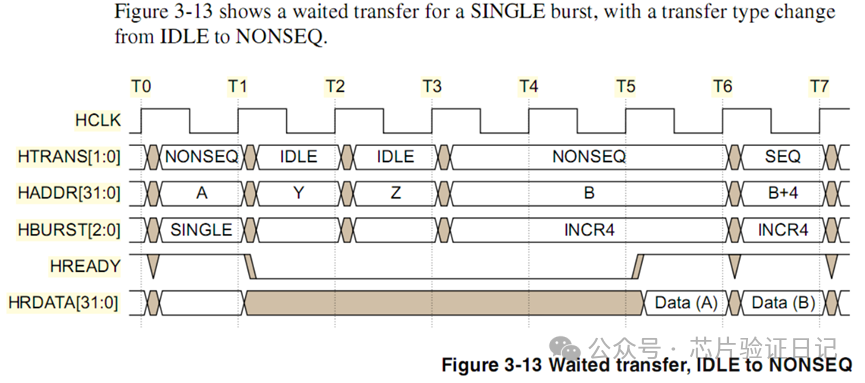 Figure 3-13 shows a waited transfer for a SINGLE burst, with a transfer type change
from IDLE to NONSEQ.
T0 T1 T2 T3 T4 T5 T6 T7
HCLK
HTRANS[1:0] NONSEQ IDLE IDLE NONSEQ SEQ
HADDR[31:0] A Y Z B B+4
HBURST[2:0] SINGLE INCR4 INCR4
HREADY
HRDATA[31:0] Data (A) Data (B)
公众号 · 芯片验证日记
Figure 3-13 Waited transfer, IDLE to NONSEQ